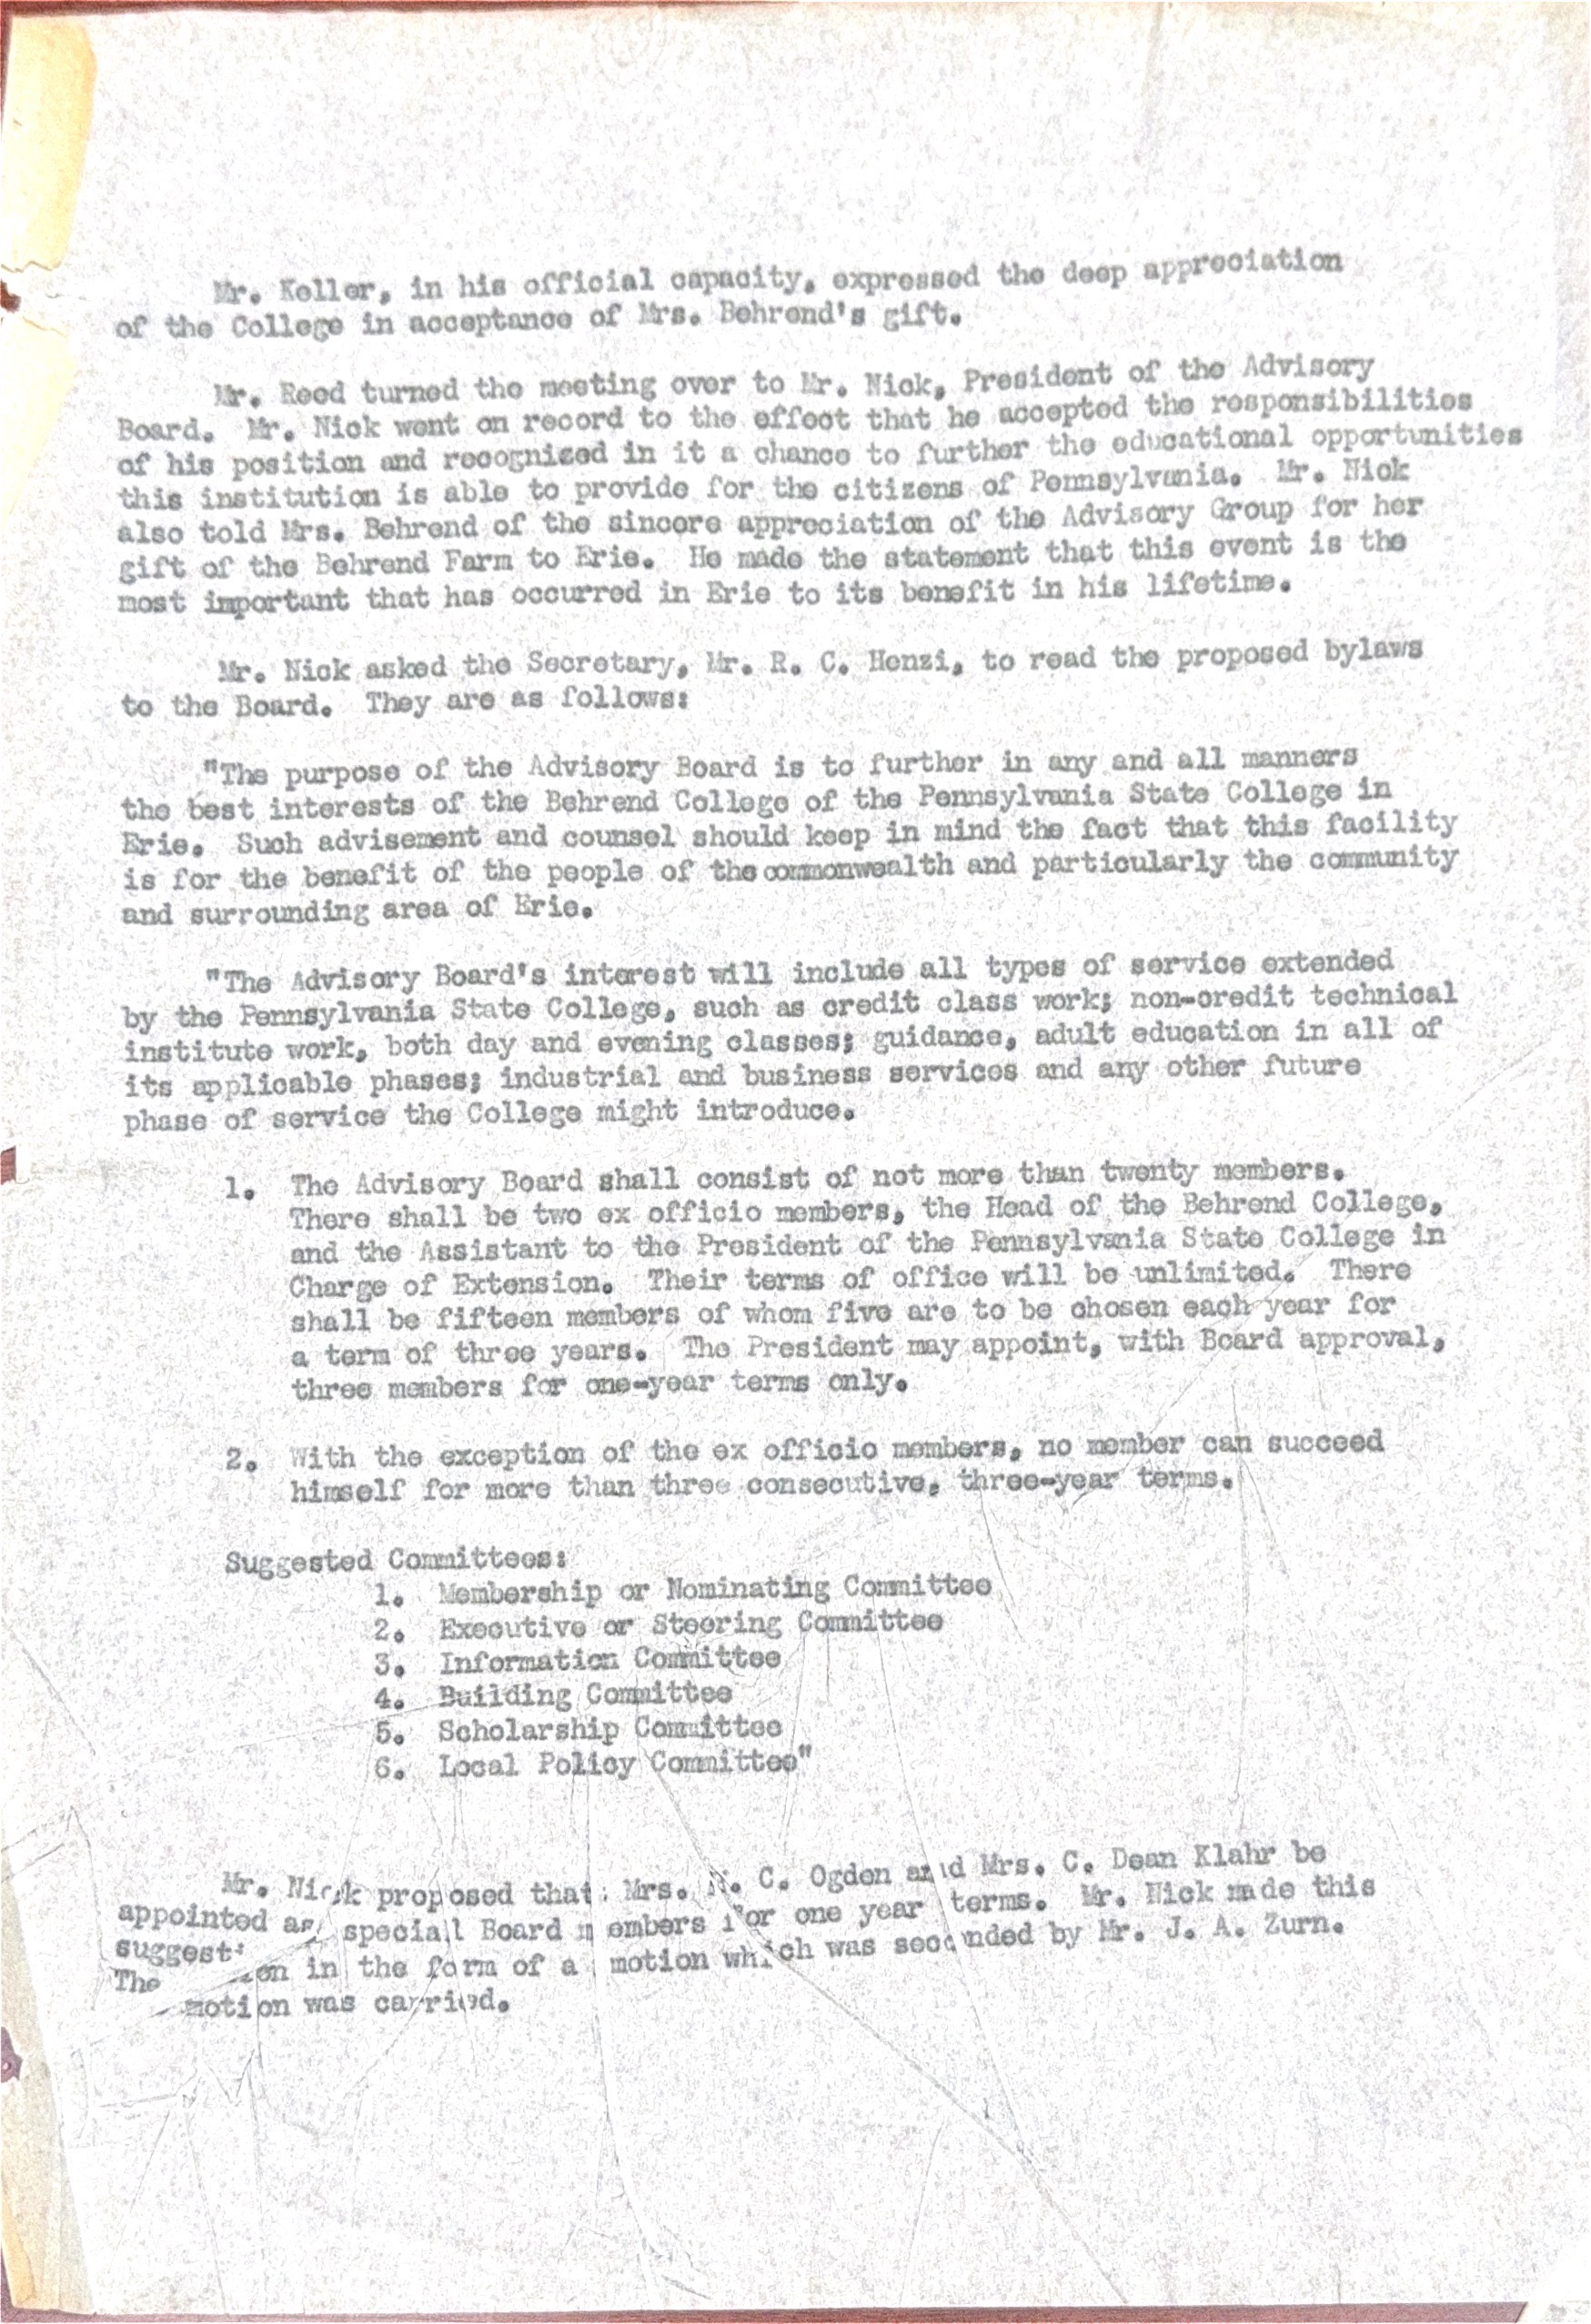 Mr. Keller, in his official capacity, expressed the deep appreciation
of the College in acceptance of Mrs. Behrend's gift.
Mr. Reed turned the meeting over to Mr. Nick, President of the Advisory
Board. Mr. Nick went on record to the effect that he accepted the responsibilities
of his position and recognized in it a chance to further the educational opportunities
this institution is able to provide for the citizens of Pennsylvania. Mr. Nick
also told Mrs. Behrend of the sincere appreciation of the Advisory Group for her
gift of the Behrend Farm to Erie. He made the statement that this event is the
most important that has occurred in Erie to its benefit in his lifetime.
Mr. Nick asked the Secretary, Mr. R. C. Henzi, to read the proposed bylaws
to the Board. They are as follows:
"The purpose of the Advisory Board is to further in any and all manners
the best interests of the Behrend College of the Pennsylvania State College in
Erie. Such advisement and counsel should keep in mind the fact that this facility
is for the benefit of the people of the commonwealth and particularly the community
and surrounding area of Erie.
"The Advisory Board's interest will include all types of service extended
by the Pennsylvania State College, such as credit class work; non-credit technical
institute work, both day and evening classes; guidance, adult education in all of
its applicable phases; industrial and business services and any other future
phase of service the College might introduce.
1. The Advisory Board shall consist of not more than twenty members.
There shall be two ex officio members, the Head of the Behrend College,
and the Assistant to the President of the Pennsylvania State College in
Charge of Extension. Their terms of office will be unlimited. There
shall be fifteen members of whom five are to be chosen each year for
a term of three years. The President may appoint, with Board approval,
three members for one-year terms only.
2. With the exception of the ex officio members, no member can succeed
himself for more than three consecutive, three-year terms.
Suggested Committees:
1. Membership or Nominating Committee
2. Executive or Steering Committee
3. Information Committee
4. Building Committee
5. Scholarship Committee
6. Local Policy Committee"
Mr. Nick proposed that Mrs. C. Ogden and Mrs. C. Dean Klahr be
appointed as special Board members for one year terms. Mr. Nick made this
suggestion in the form of a motion which was seconded by Mr. J. A. Zurn.
The motion was carried.